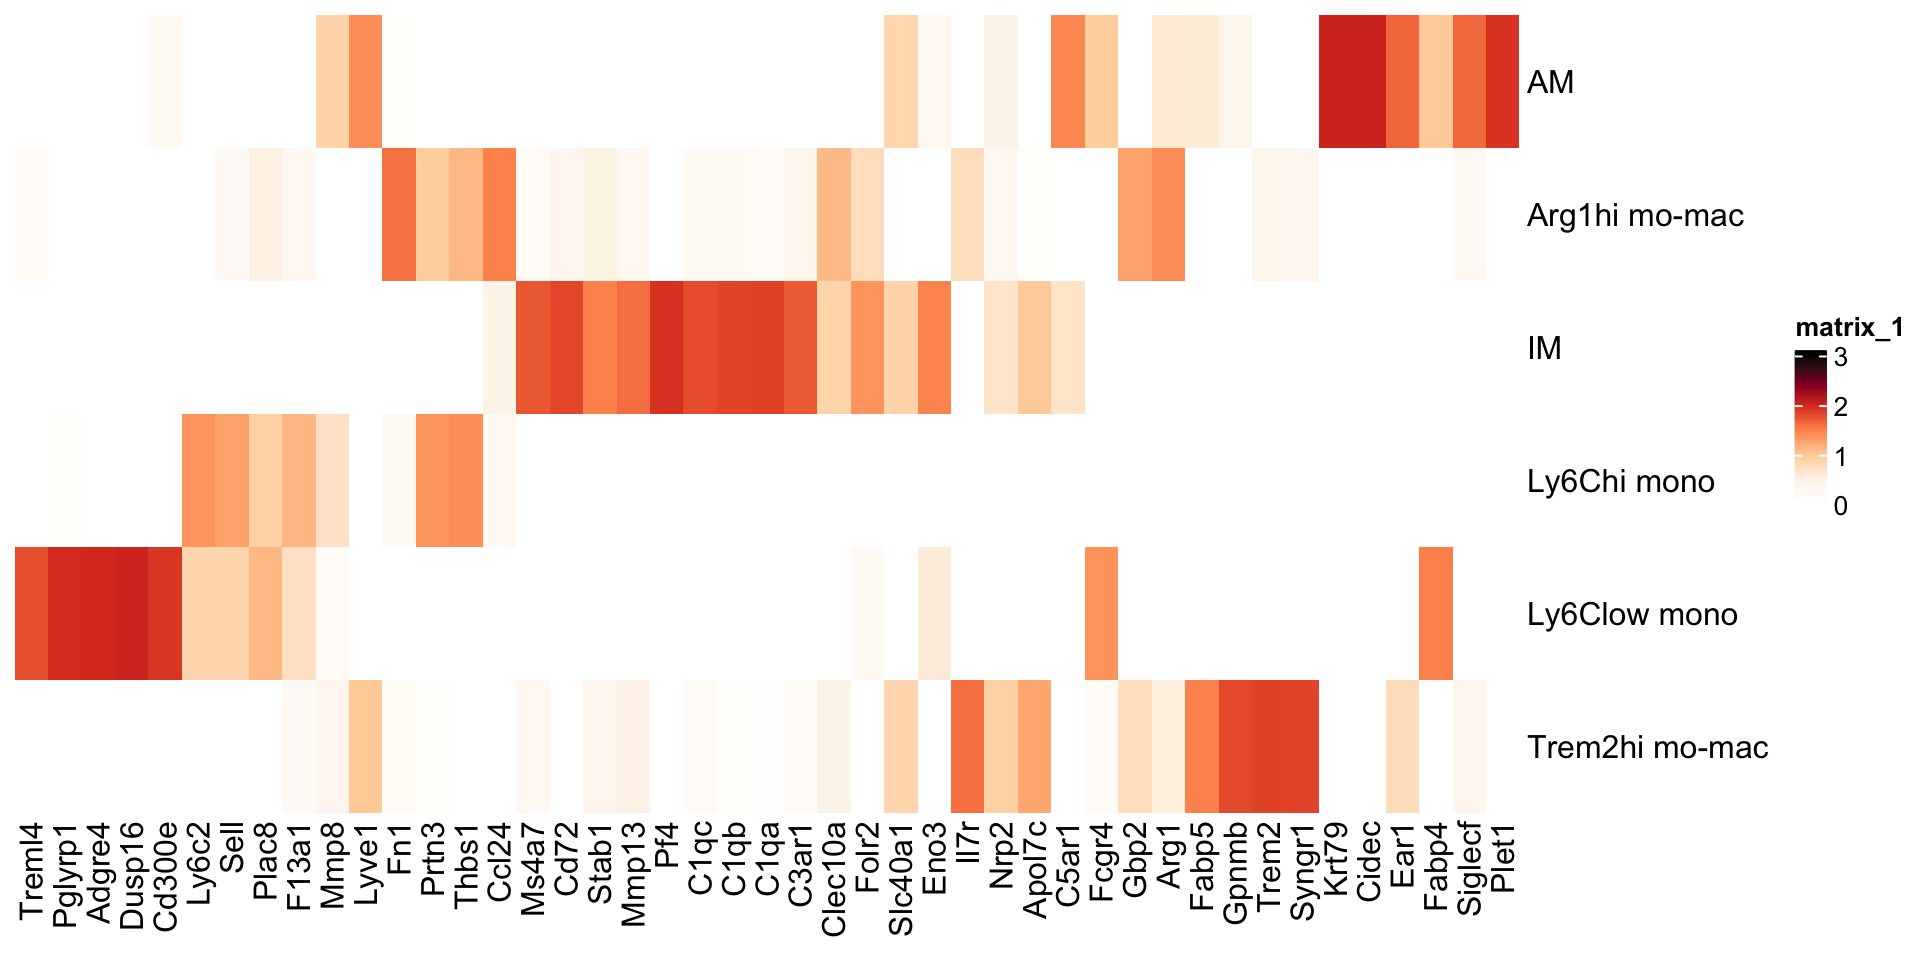 AM
Arg1hi mo-mac
IM
Ly6Chi mono
Ly6Clow mono
Trem2hi mo-mac
matrix_1
3
2
1
0
Treml4
Pglyrp1
Adgre4
Dusp16
Cd300e
Ly6c2
Sell
Plac8
F13a1
Mmp8
Lyve1
Fn1
Prtn3
Thbs1
Ccl24
Ms4a7
Cd72
Stab1
Mmp13
Pf4
C1qc
C1qb
C1qa
C3ar1
Clec10a
Folr2
Slc40a1
Eno3
Il7r
Nrp2
Apol7c
C5ar1
Fcgr4
Gbp2
Arg1
Fabp5
Gpnmb
Trem2
Syngr1
Krt79
Cidec
Ear1
Fabp4
Siglecf
Plet1